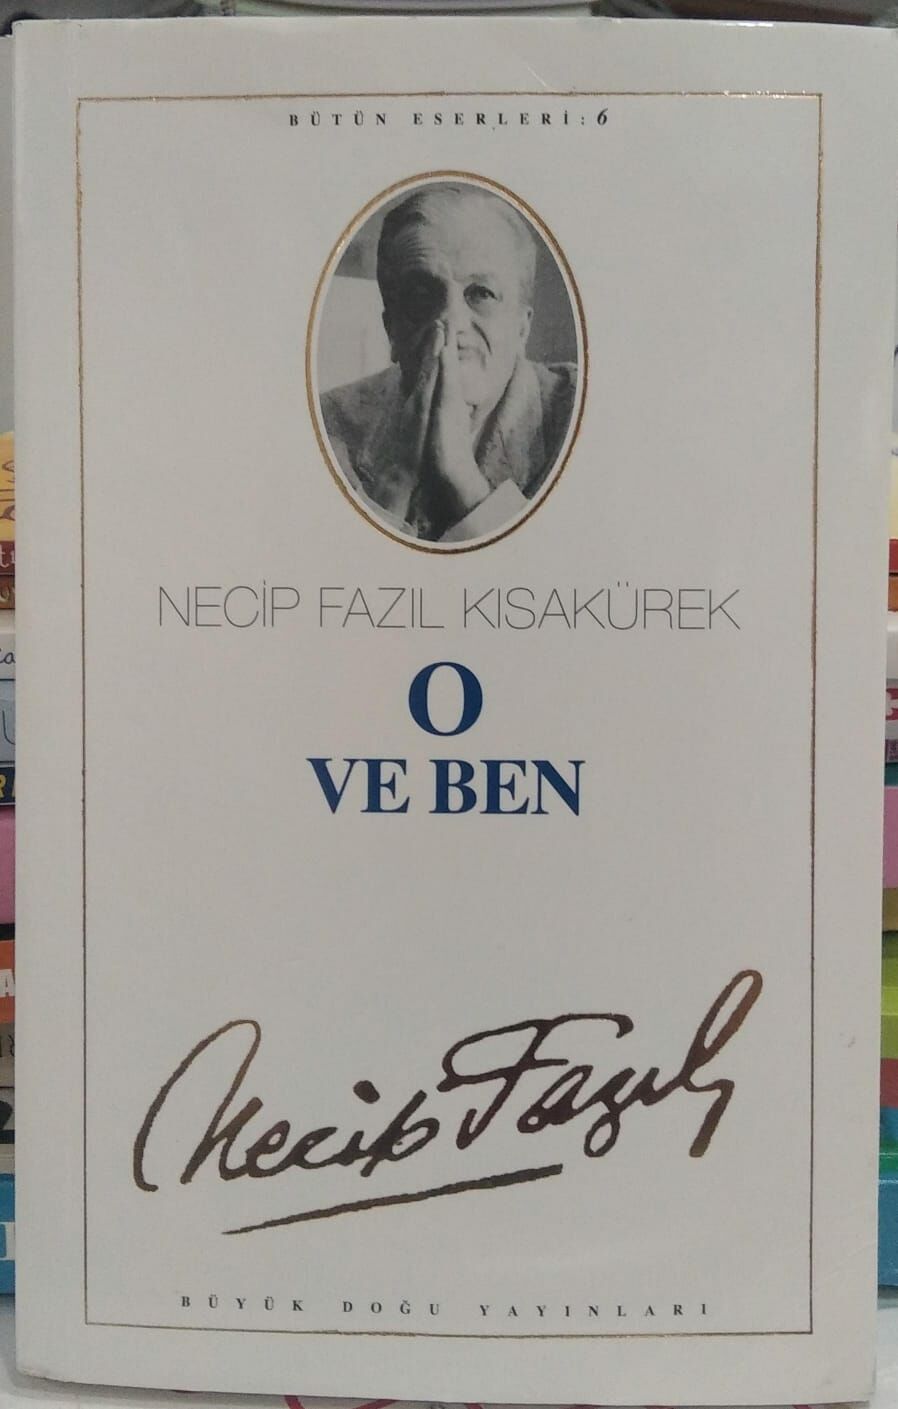 BÜTÜN ESERLERİ: 6
NECİP FAZIL KISAKÜREK
O
VE BEN
Necip Fazıl
BÜYÜK DOĞU YAYINLARI